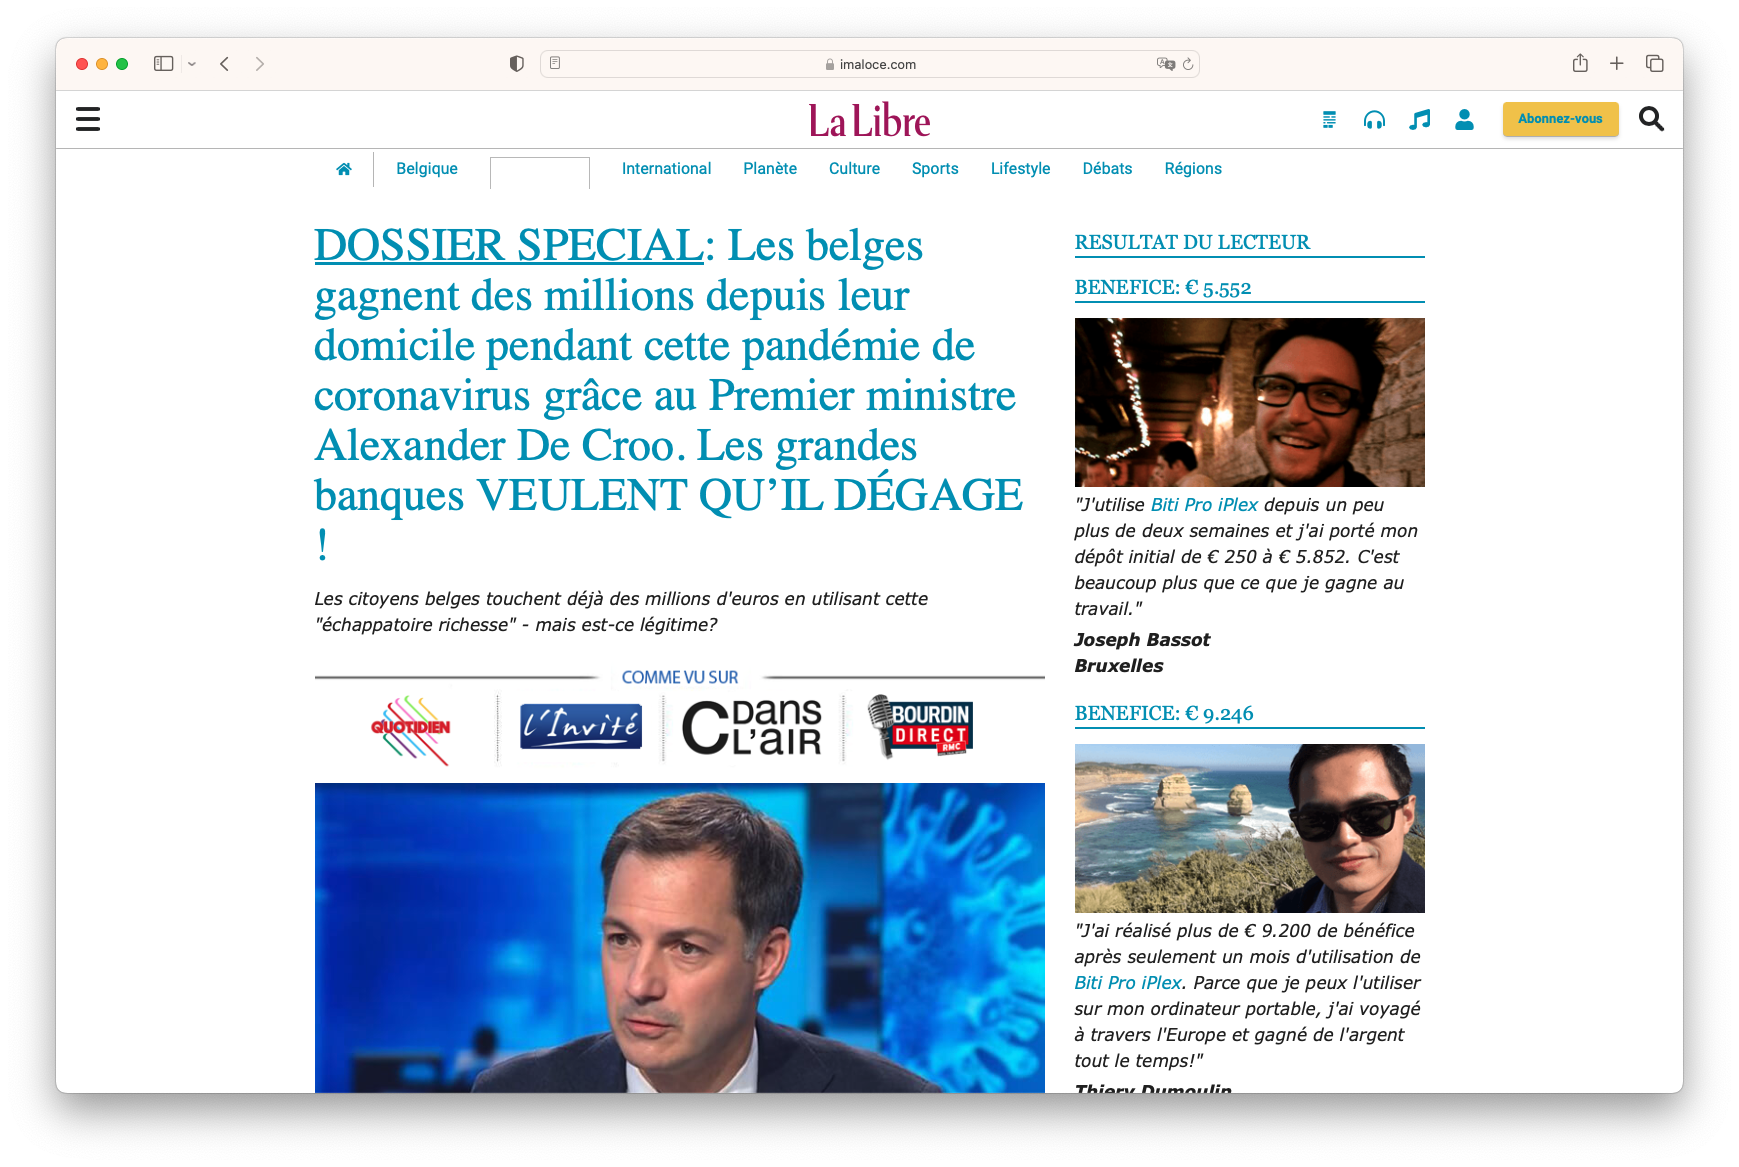 imaloce.com
La Libre
Abonnez-vous
Belgique
International
Planète
Culture
Sports
Lifestyle
Débats
Régions
DOSSIER SPECIAL: Les belges
gagnent des millions depuis leur
domicile pendant cette pandémie de
coronavirus grâce au Premier ministre
Alexander De Croo. Les grandes
banques VEULENT QU’IL DÉGAGE
!
Les citoyens belges touchent déjà des millions d'euros en utilisant cette
"échappatoire richesse" - mais est-ce légitime?
COMME VU SUR
QUOTIDIEN
l'Invité
C DANS L'AIR
BOURDIN
DIRECT
RMC
RESULTAT DU LECTEUR
BENEFICE: € 5.552
"J'utilise Biti Pro iPlex depuis un peu
plus de deux semaines et j'ai porté mon
dépôt initial de € 250 à € 5.852. C'est
beaucoup plus que ce que je gagne au
travail."
Joseph Bassot
Bruxelles
BENEFICE: € 9.246
"J'ai réalisé plus de € 9.200 de bénéfice
après seulement un mois d'utilisation de
Biti Pro iPlex. Parce que je peux l'utiliser
sur mon ordinateur portable, j'ai voyagé
à travers l'Europe et gagné de l'argent
tout le temps!"
Thiery Dumoulin